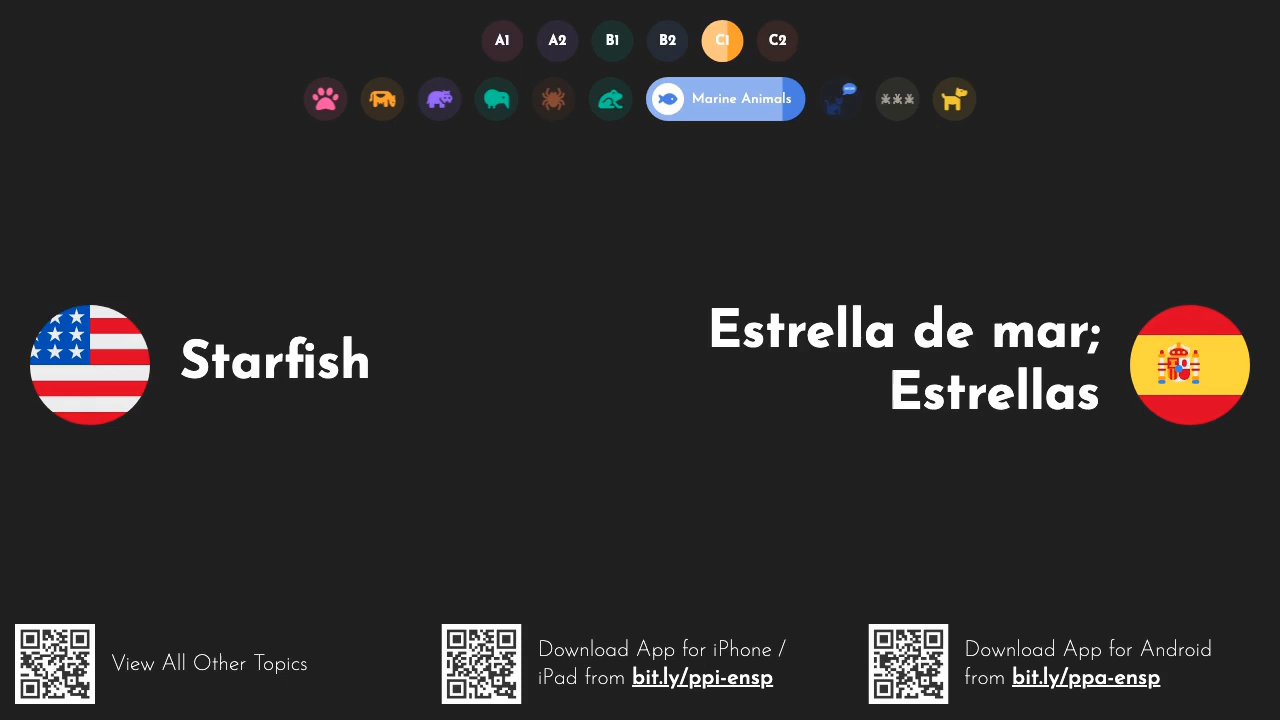 A1 A2 B1 B2 C1 C2
Marine Animals
Starfish
Estrella de mar;
Estrellas
View All Other Topics
Download App for iPhone /
iPad from bit.ly/ppi-ensp
Download App for Android
from bit.ly/ppa-ensp